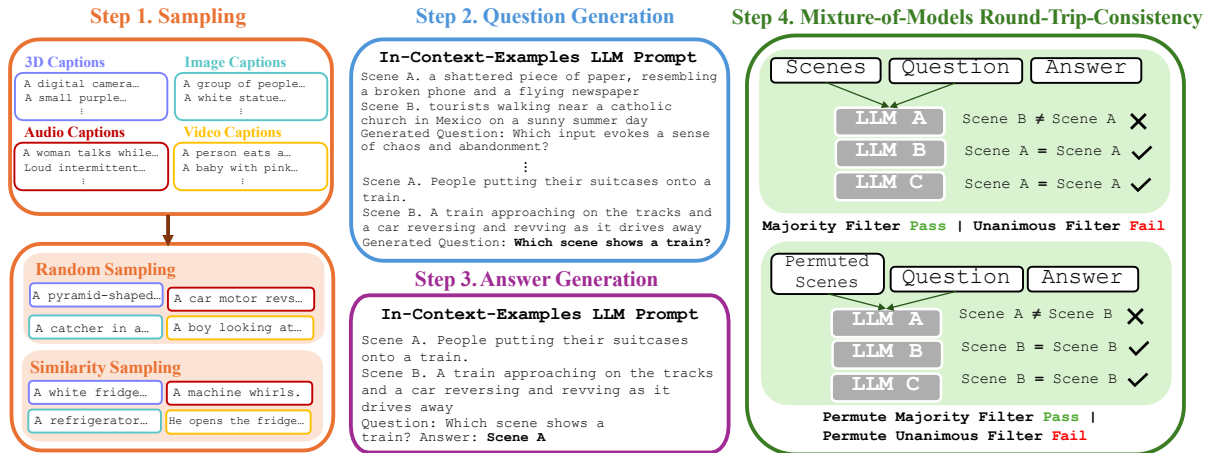 Step 1. Sampling
3D Captions
A digital camera…
A small purple…
⋮
Image Captions
A group of people…
A white statue…
⋮
Audio Captions
A woman talks while…
Loud intermittent…
⋮
Video Captions
A person eats a…
A baby with pink…
⋮
Random Sampling
A pyramid-shaped…
A car motor revs…
A catcher in a…
A boy looking at…
Similarity Sampling
A white fridge…
A machine whirls.
A refrigerator…
He opens the fridge…
Step 2. Question Generation
In-Context-Examples LLM Prompt
Scene A. a shattered piece of paper, resembling
a broken phone and a flying newspaper
Scene B. tourists walking near a catholic
church in Mexico on a sunny summer day
Generated Question: Which input evokes a sense
of chaos and abandonment?
⋮
Scene A. People putting their suitcases onto a
train.
Scene B. A train approaching on the tracks and
a car reversing and revving as it drives away
Generated Question: Which scene shows a train?
Step 3. Answer Generation
In-Context-Examples LLM Prompt
Scene A. People putting their suitcases
onto a train.
Scene B. A train approaching on the tracks
and a car reversing and revving as it
drives away
Question: Which scene shows a
train? Answer: Scene A
Step 4. Mixture-of-Models Round-Trip-Consistency
Scenes
Question
Answer
LLM A
Scene B ≠ Scene A ✕
LLM B
Scene A = Scene A ✓
LLM C
Scene A = Scene A ✓
Majority Filter Pass | Unanimous Filter Fail
Permuted
Scenes
Question
Answer
LLM A
Scene A ≠ Scene B ✕
LLM B
Scene B = Scene B ✓
LLM C
Scene B = Scene B ✓
Permute Majority Filter Pass |
Permute Unanimous Filter Fail